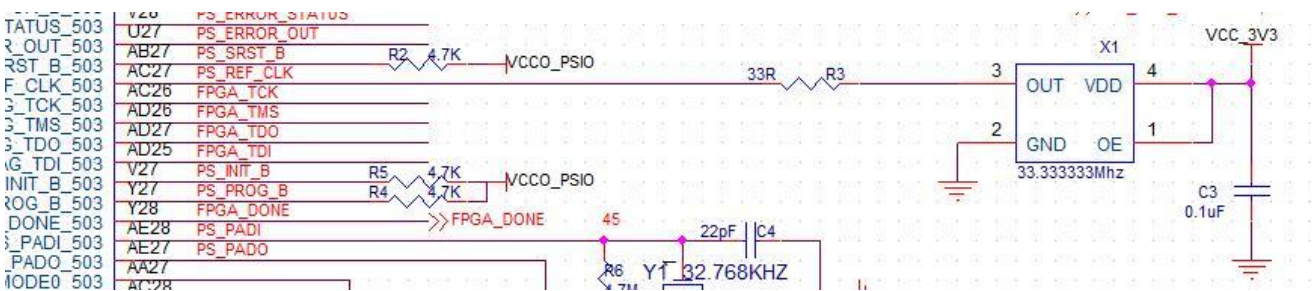 PS_ERROR_STATUS
TATUS_503 U27 PS_ERROR_OUT
R_OUT_503 AB27 PS_SRST_B R2 4.7K VCCO_PSIO
RST_B_503 AC27 PS_REF_CLK 33R R3
F_CLK_503 AC26 FPGA_TCK
G_TCK_503 AD26 FPGA_TMS
G_TMS_503 AD27 FPGA_TDO
G_TDO_503 AD25 FPGA_TDI
AG_TDI_503 V27 PS_INIT_B R5 4.7K VCCO_PSIO
INIT_B_503 Y27 PS_PROG_B R4 4.7K
ROG_B_503 Y28 FPGA_DONE FPGA_DONE 45
DONE_503 AE28 PS_PADI 22pF C4
PADI_503 AE27 PS_PADO
PADO_503 AA27 R6 Y1 32.768KHZ
MODE0_503 AC28
VCC_3V3
X1
3 OUT VDD 4
2 GND OE 1
33.333333Mhz
C3
0.1uF